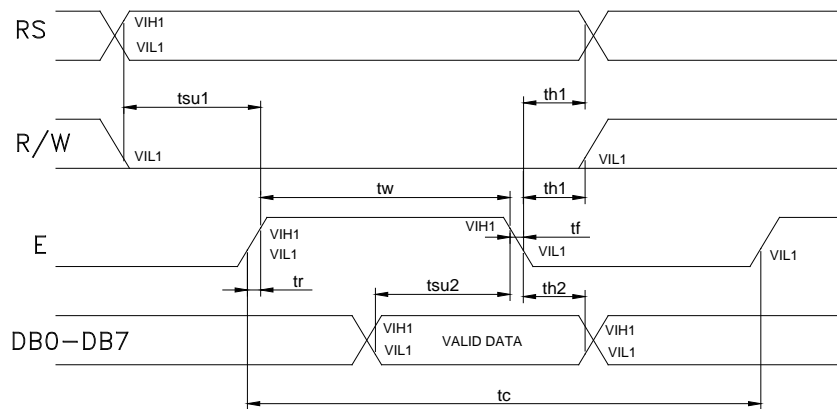 RS
VIH1
VIL1
tsu1
th1
R/W
VIL1
VIL1
tw
th1
E
VIH1
VIL1
VIH1
tf
VIL1
VIL1
tr
tsu2
th2
DB0-DB7
VIH1
VIL1
VALID DATA
VIH1
VIL1
tc